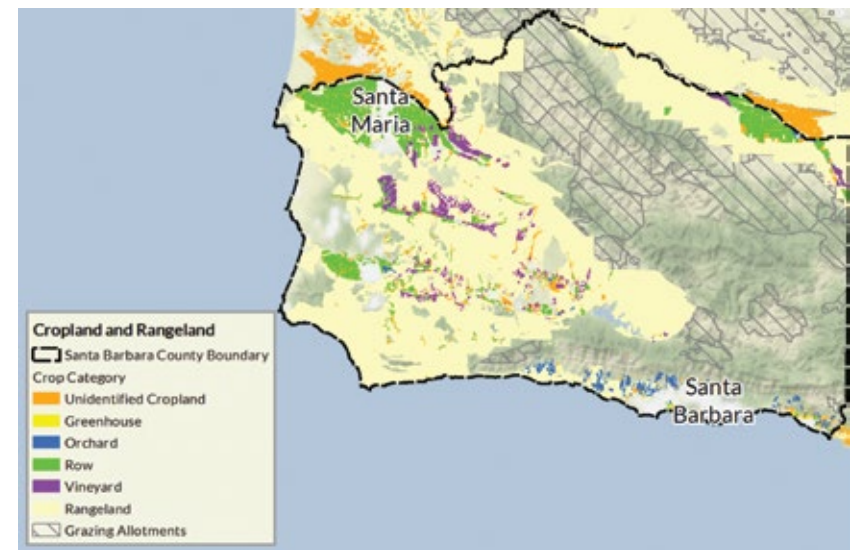 Santa
Maria
Santa
Barbara
Cropland and Rangeland
Santa Barbara County Boundary
Crop Category
Unidentified Cropland
Greenhouse
Orchard
Row
Vineyard
Rangeland
Grazing Allotments